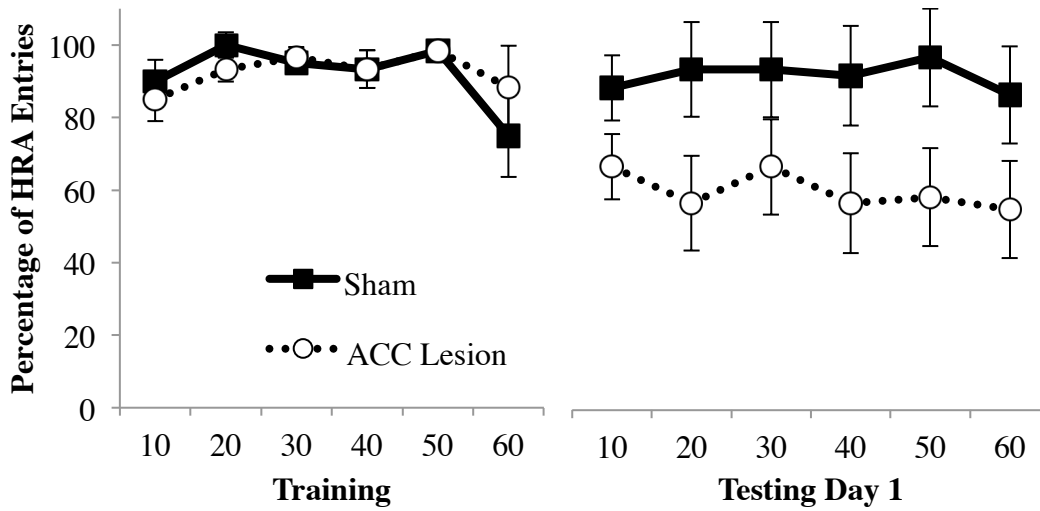 Percentage of HRA Entries
100
80
60
40
20
0
Sham
ACC Lesion
10 20 30 40 50 60
Training
10 20 30 40 50 60
Testing Day 1